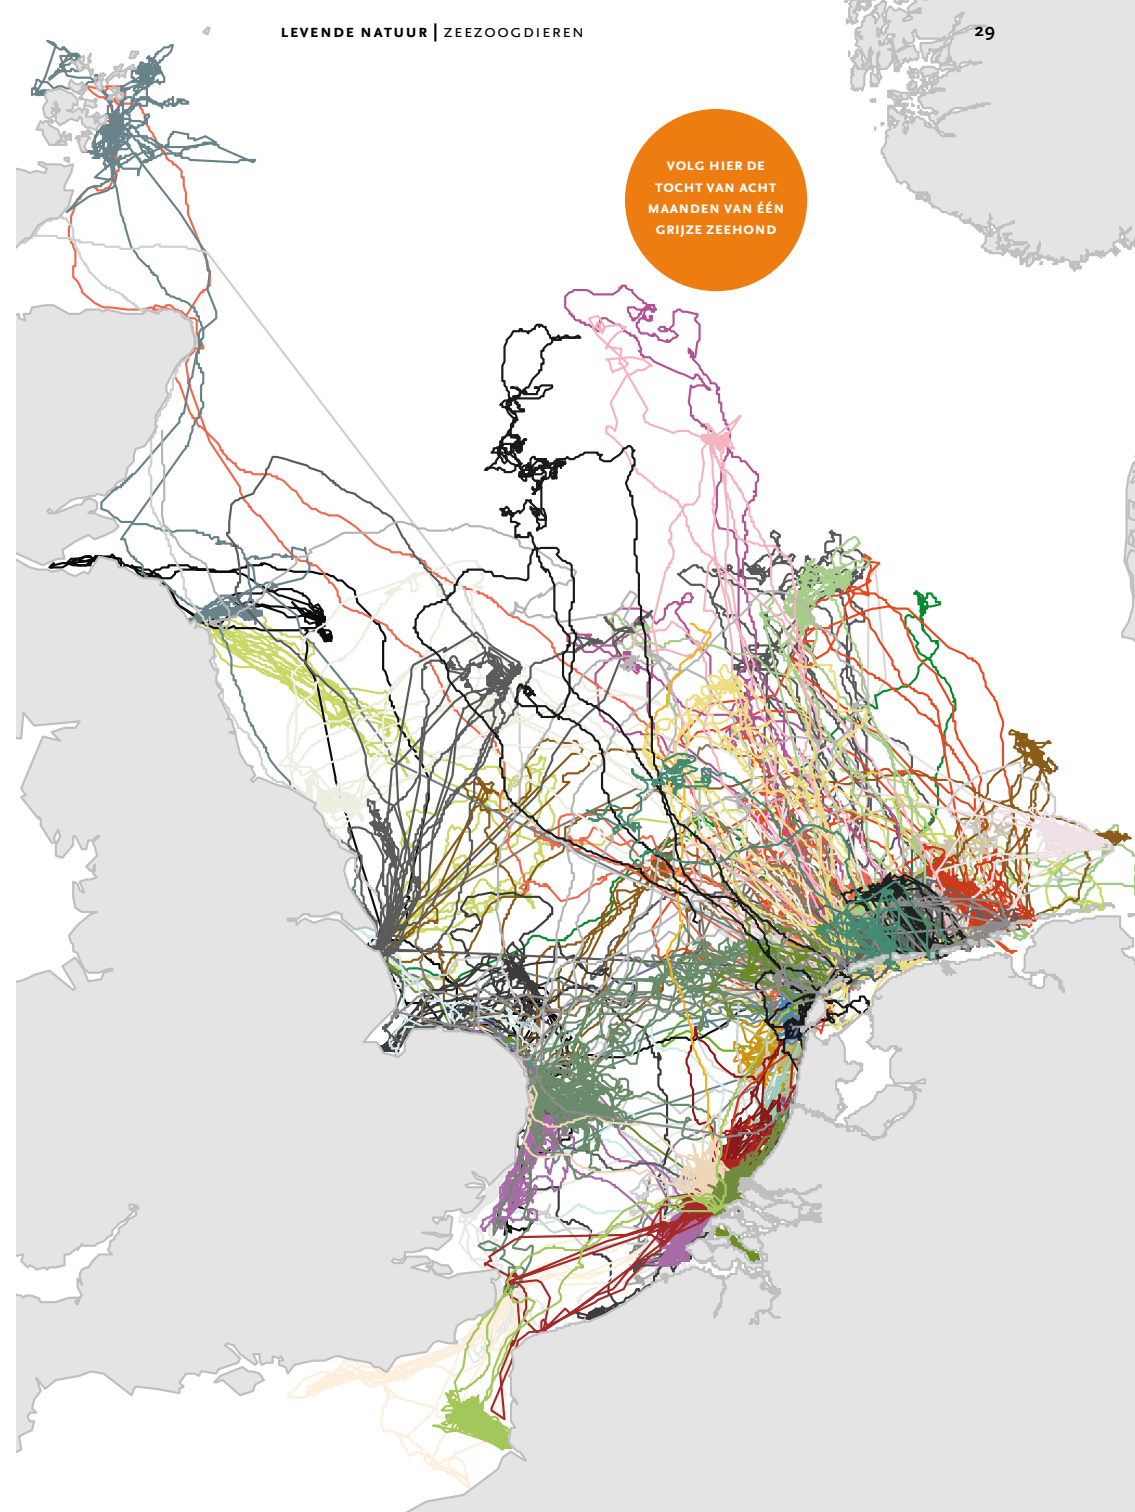 LEVENDE NATUUR | ZEEZOOGDIEREN
29
VOLG HIER DE
TOCHT VAN ACHT
MAANDEN VAN ÉÉN
GRIJZE ZEEHOND